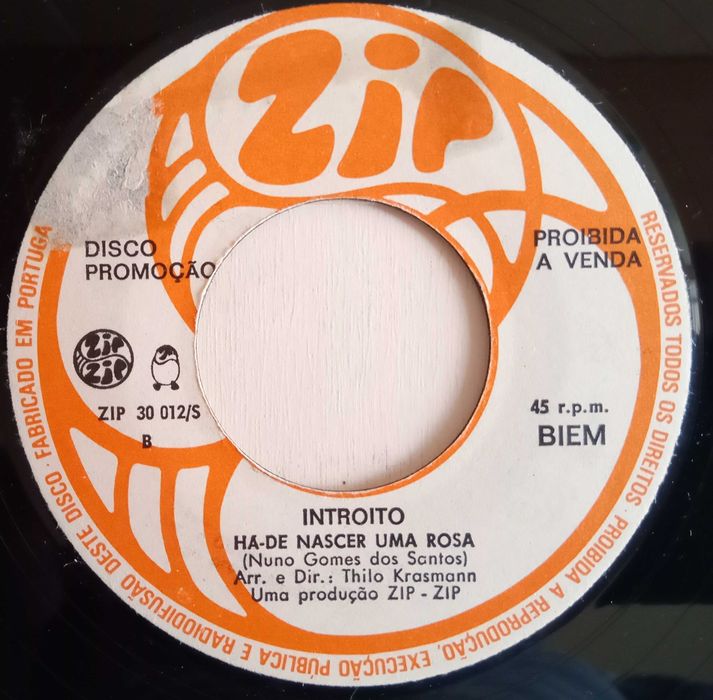 ZIP
DISCO
PROMOÇÃO
PROIBIDA
A VENDA
ZIP
ZIP
ZIP 30 012/S
B
45 r.p.m.
BIEM
INTROITO
HÁ-DE NASCER UMA ROSA
(Nuno Gomes dos Santos)
Arr. e Dir.: Thilo Krasmann
Uma produção ZIP - ZIP
RESERVADOS TODOS OS DIREITOS · PROIBIDA A REPRODUÇÃO, EXECUÇÃO PÚBLICA E RADIODIFUSÃO DESTE DISCO · FABRICADO EM PORTUGA